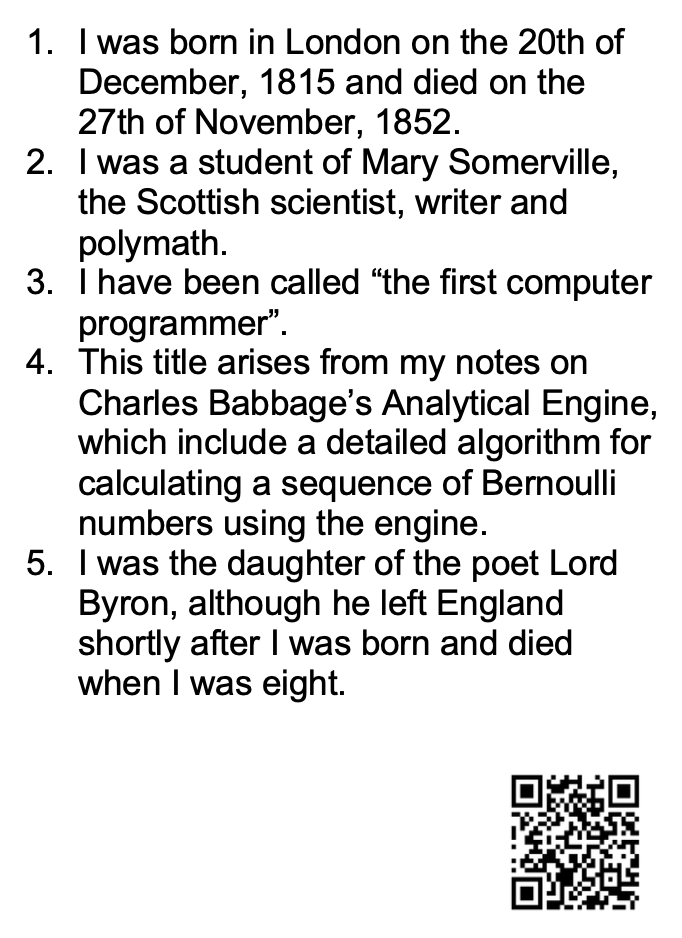 1. I was born in London on the 20th of
December, 1815 and died on the
27th of November, 1852.
2. I was a student of Mary Somerville,
the Scottish scientist, writer and
polymath.
3. I have been called “the first computer
programmer”.
4. This title arises from my notes on
Charles Babbage’s Analytical Engine,
which include a detailed algorithm for
calculating a sequence of Bernoulli
numbers using the engine.
5. I was the daughter of the poet Lord
Byron, although he left England
shortly after I was born and died
when I was eight.